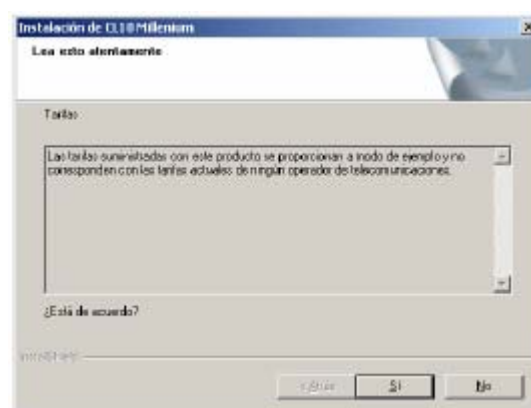 Instalación de CL10 Millenium
Lea esto atentamente
Tarifas
Las tarifas suministradas con este producto se proporcionan a modo de ejemplo y no
corresponden con las tarifas actuales de ningún operador de telecomunicaciones.
¿Está de acuerdo?
InstallShield
< Atrás
Sí
No